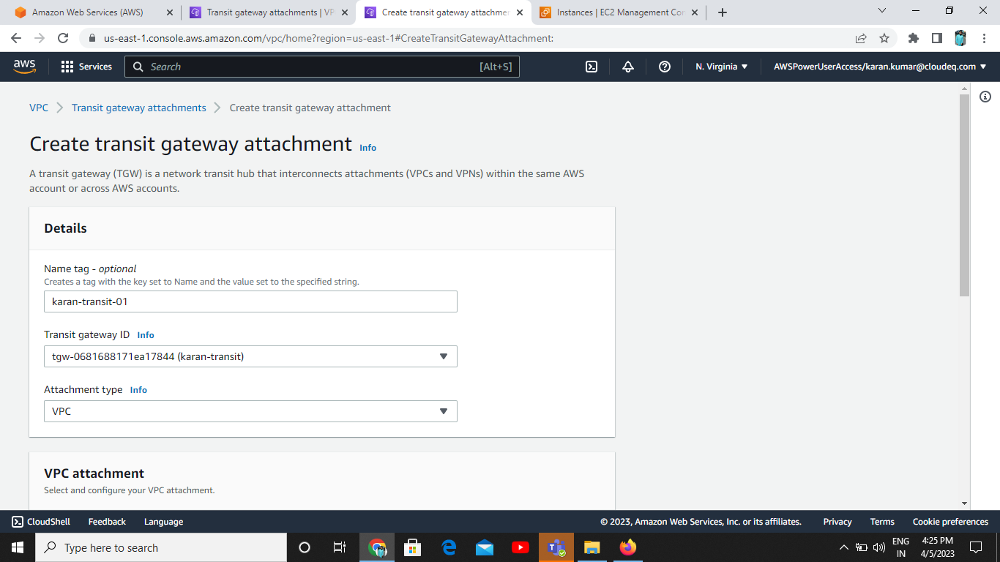 Amazon Web Services (AWS)
Transit gateway attachments | VP
Create transit gateway attachmen
Instances | EC2 Management Con
us-east-1.console.aws.amazon.com/vpc/home?region=us-east-1#CreateTransitGatewayAttachment:
aws
Services
Search
[Alt+S]
N. Virginia
AWSPowerUserAccess/karan.kumar@cloudeq.com
VPC
Transit gateway attachments
Create transit gateway attachment
Create transit gateway attachment Info
A transit gateway (TGW) is a network transit hub that interconnects attachments (VPCs and VPNs) within the same AWS
account or across AWS accounts.
Details
Name tag - optional
Creates a tag with the key set to Name and the value set to the specified string.
karan-transit-01
Transit gateway ID Info
tgw-0681688171ea17844 (karan-transit)
Attachment type Info
VPC
VPC attachment
Select and configure your VPC attachment.
CloudShell
Feedback
Language
© 2023, Amazon Web Services, Inc. or its affiliates.
Privacy
Terms
Cookie preferences
Type here to search
ENG
IN
4:25 PM
4/5/2023